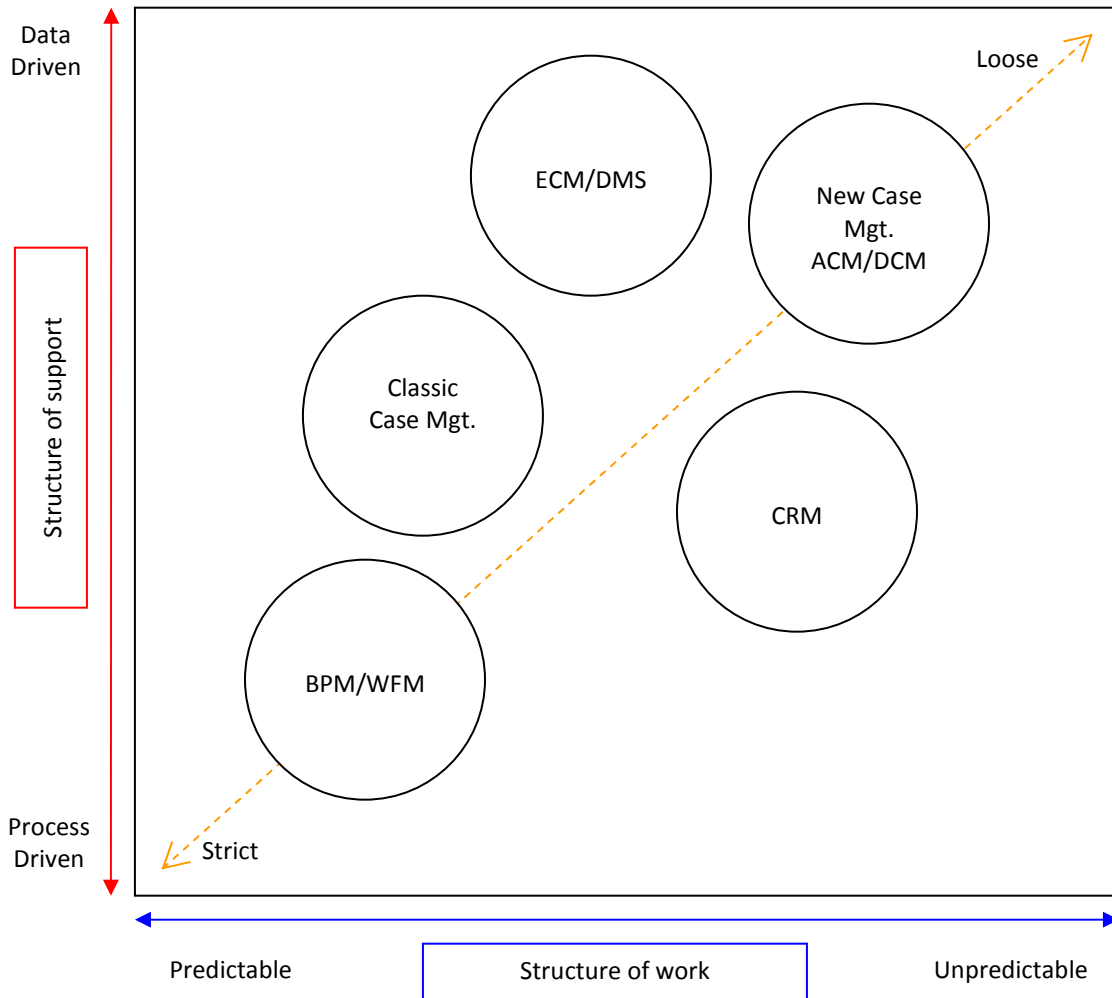 Data
Driven
Loose
ECM/DMS
New Case
Mgt.
ACM/DCM
Structure of support
Classic
Case Mgt.
CRM
BPM/WFM
Process
Driven
Strict
Predictable
Structure of work
Unpredictable